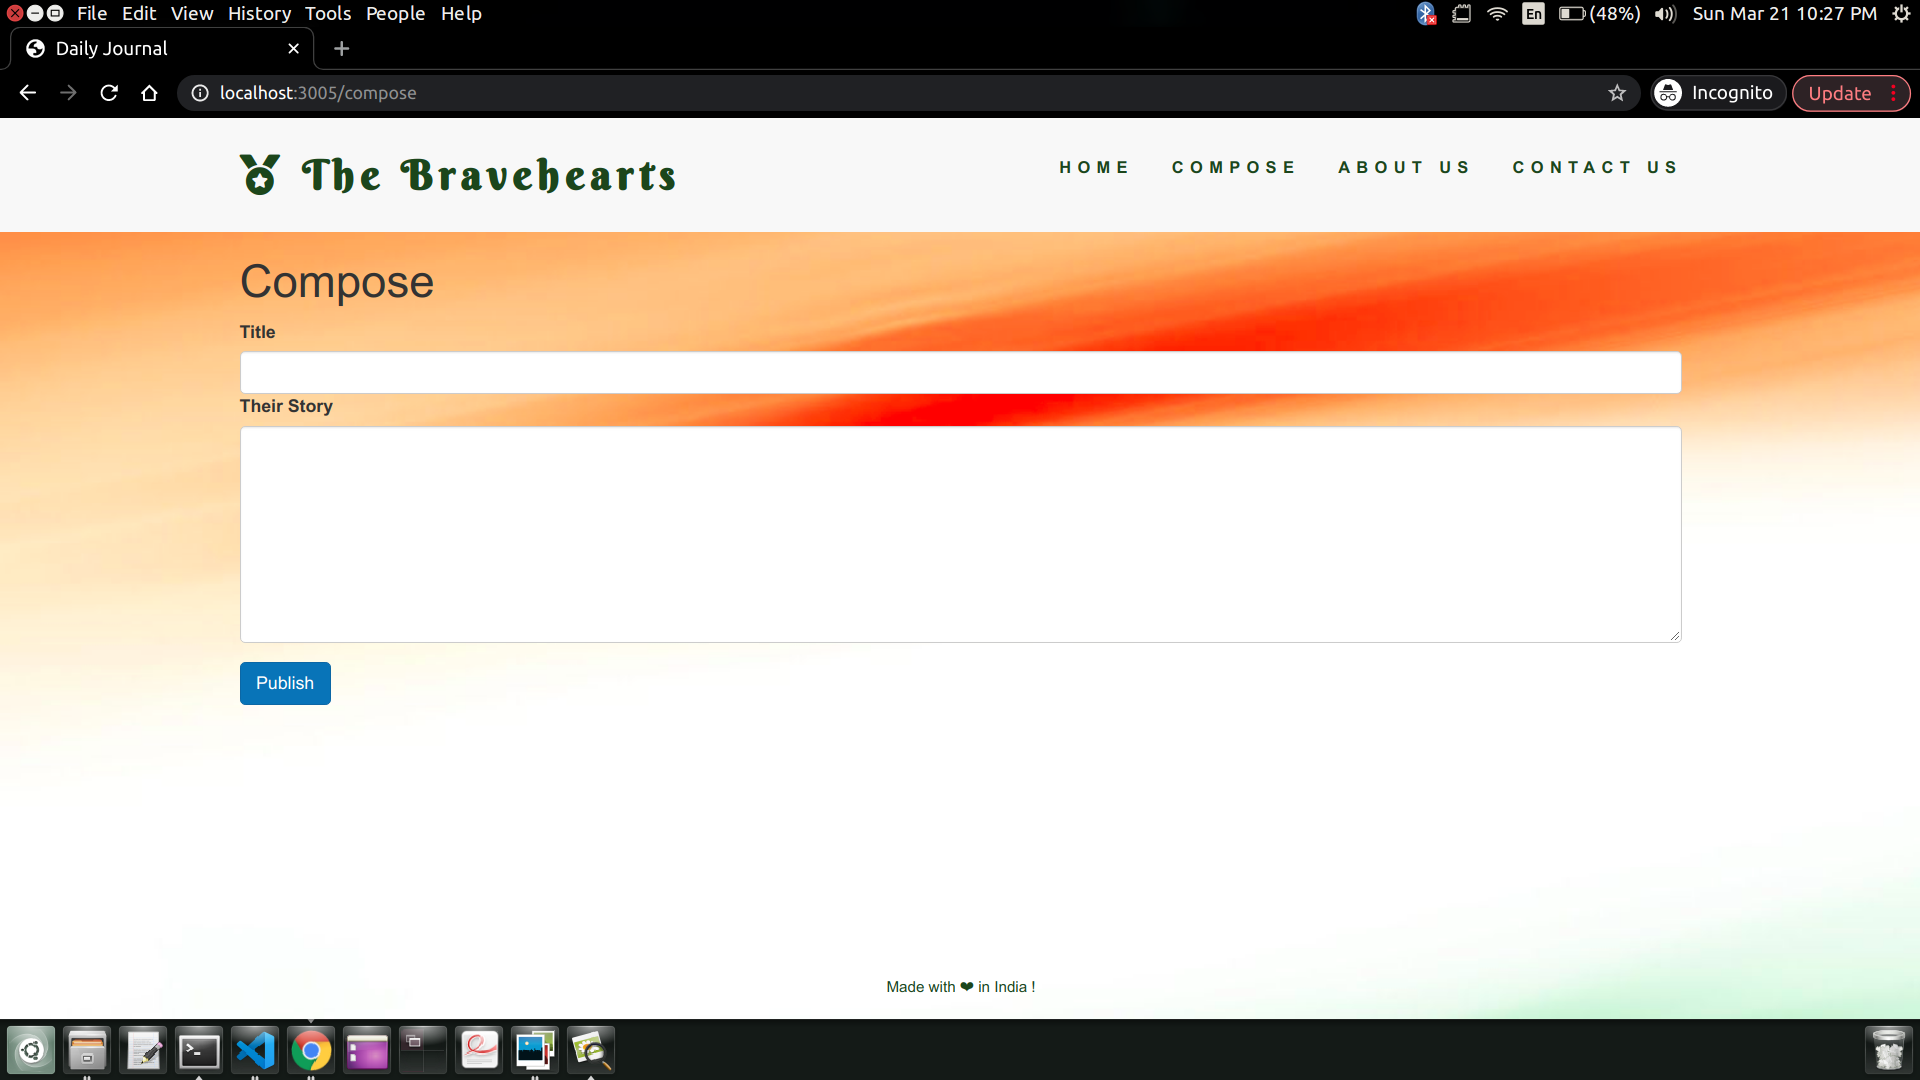 File Edit View History Tools People Help
En (48%) Sun Mar 21 10:27 PM
Daily Journal
localhost:3005/compose
Incognito
Update
The Bravehearts
HOME COMPOSE ABOUT US CONTACT US
Compose
Title
Their Story
Publish
Made with ❤ in India !